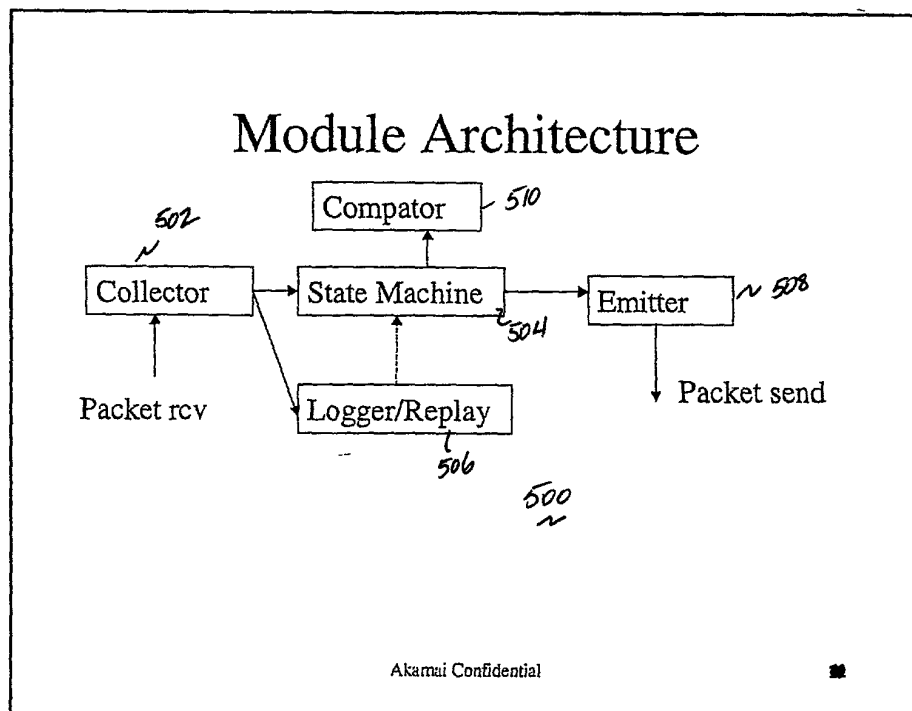 Module Architecture
Compator
510
502
Collector
State Machine
504
Emitter
508
Packet rcv
Logger/Replay
506
Packet send
500
Akamai Confidential